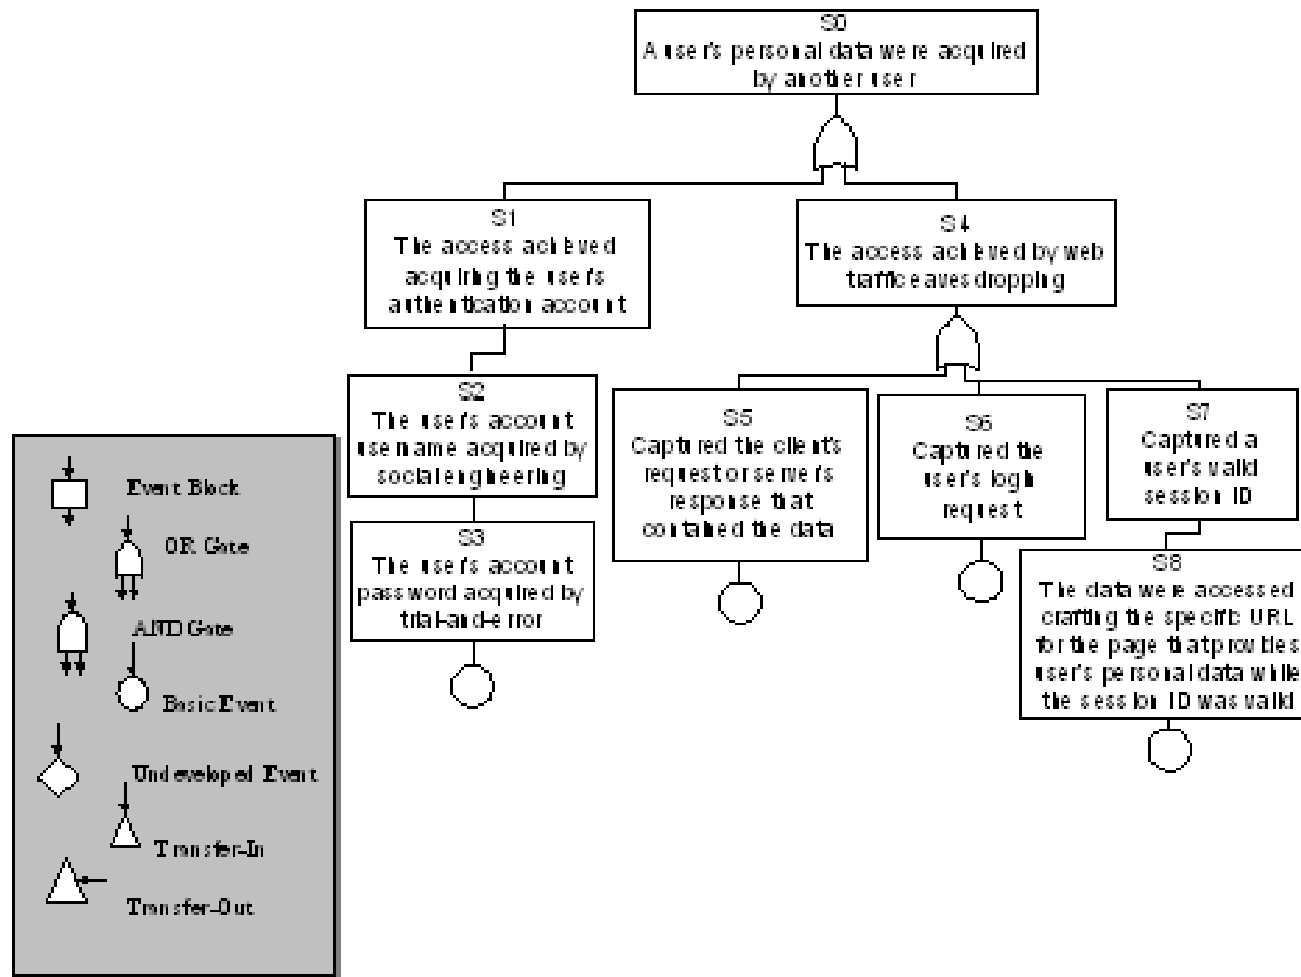 S0
A user's personal data were acquired
by another user
S1
The access achieved
acquiring the user's
authentication account
S4
The access achieved by web
traffic eavesdropping
S2
The user's account
username acquired by
social engineering
S3
The user's account
password acquired by
trial-and-error
S5
Captured the client's
request or server's
response that
contained the data
S6
Captured the
user's login
request
S7
Captured a
user's valid
session ID
S8
The data were accessed
crafting the specific URL
for the page that provides
user's personal data while
the session ID was valid
Event Block
OR Gate
AND Gate
Basic Event
Undeveloped Event
Transfer-In
Transfer-Out